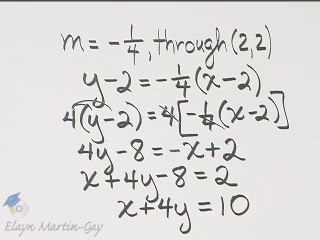 m = -1/4, through (2,2)
y-2 = -1/4(x-2)
4(y-2) = 4[-1/4(x-2)]
4y-8 = -x+2
x+4y-8 = 2
x+4y = 10
Elayn Martin-Gay